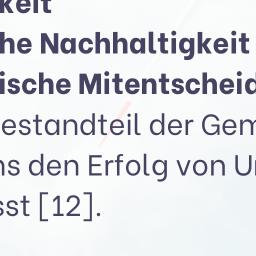 keit
he Nachhaltigkeit
ische Mitentscheid
estandteil der Gem
ns den Erfolg von U
sst [12].